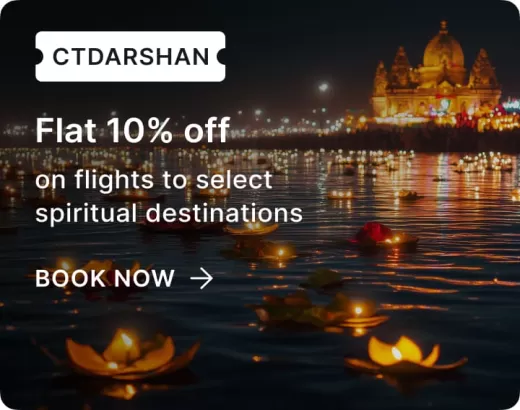 CTDARSHAN
Flat 10% off
on flights to select
spiritual destinations
BOOK NOW